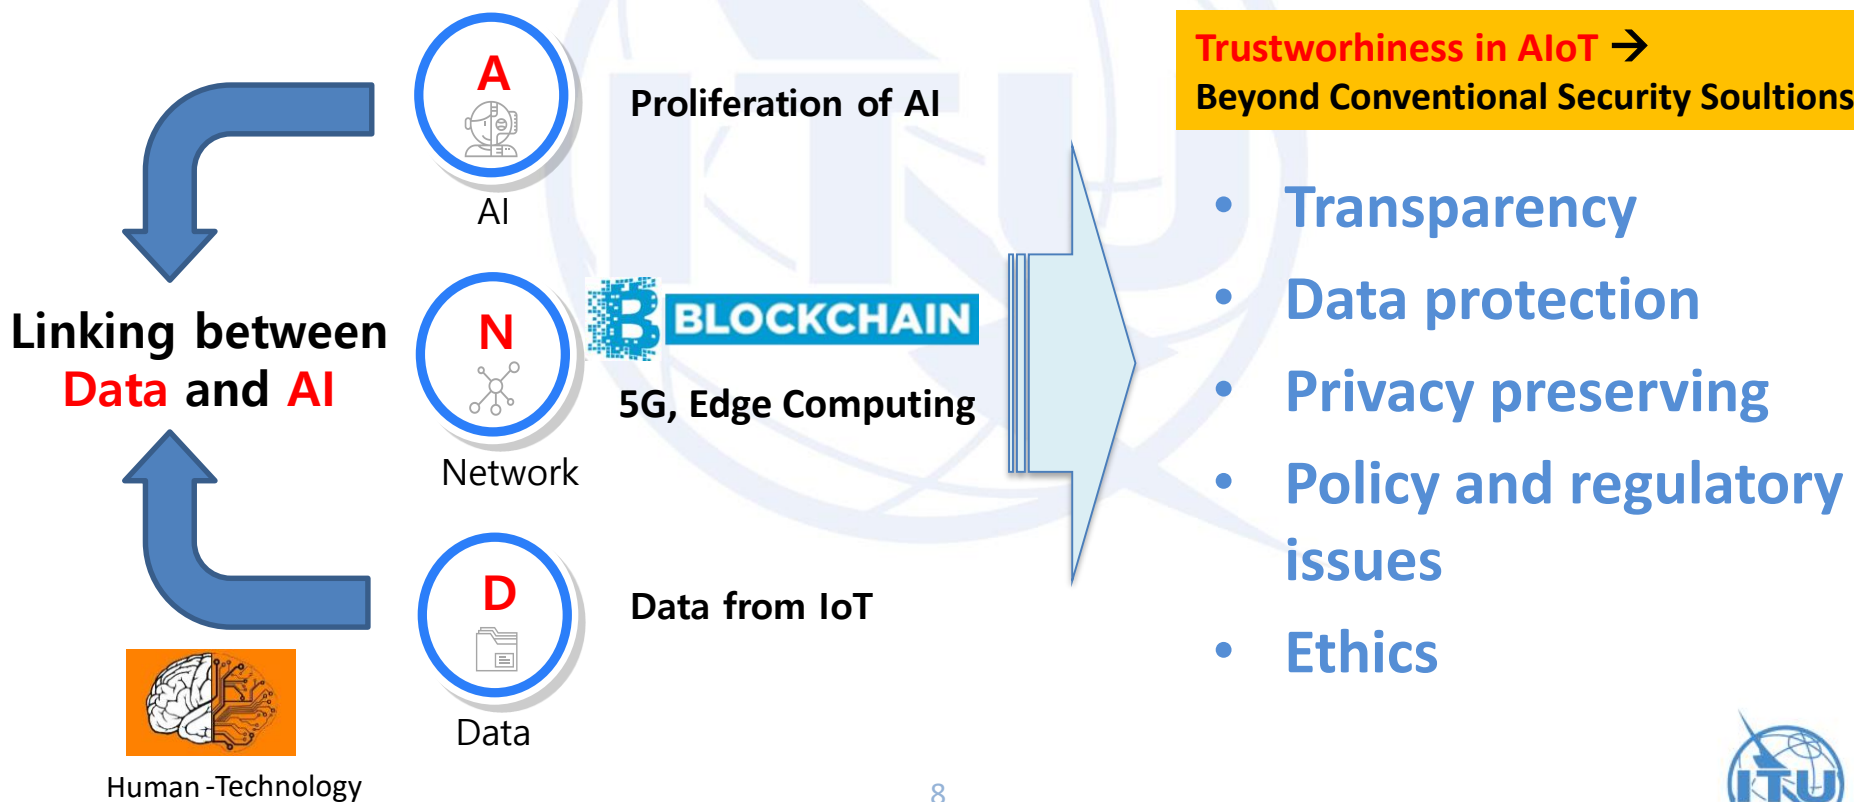 A
AI
Proliferation of AI
Linking between
Data and AI
N
Network
BLOCKCHAIN
5G, Edge Computing
D
Data
Data from IoT
Human -Technology
Trustworhiness in AIoT →
Beyond Conventional Security Soultions
• Transparency
• Data protection
• Privacy preserving
• Policy and regulatory
issues
• Ethics
8
ITU
ITU